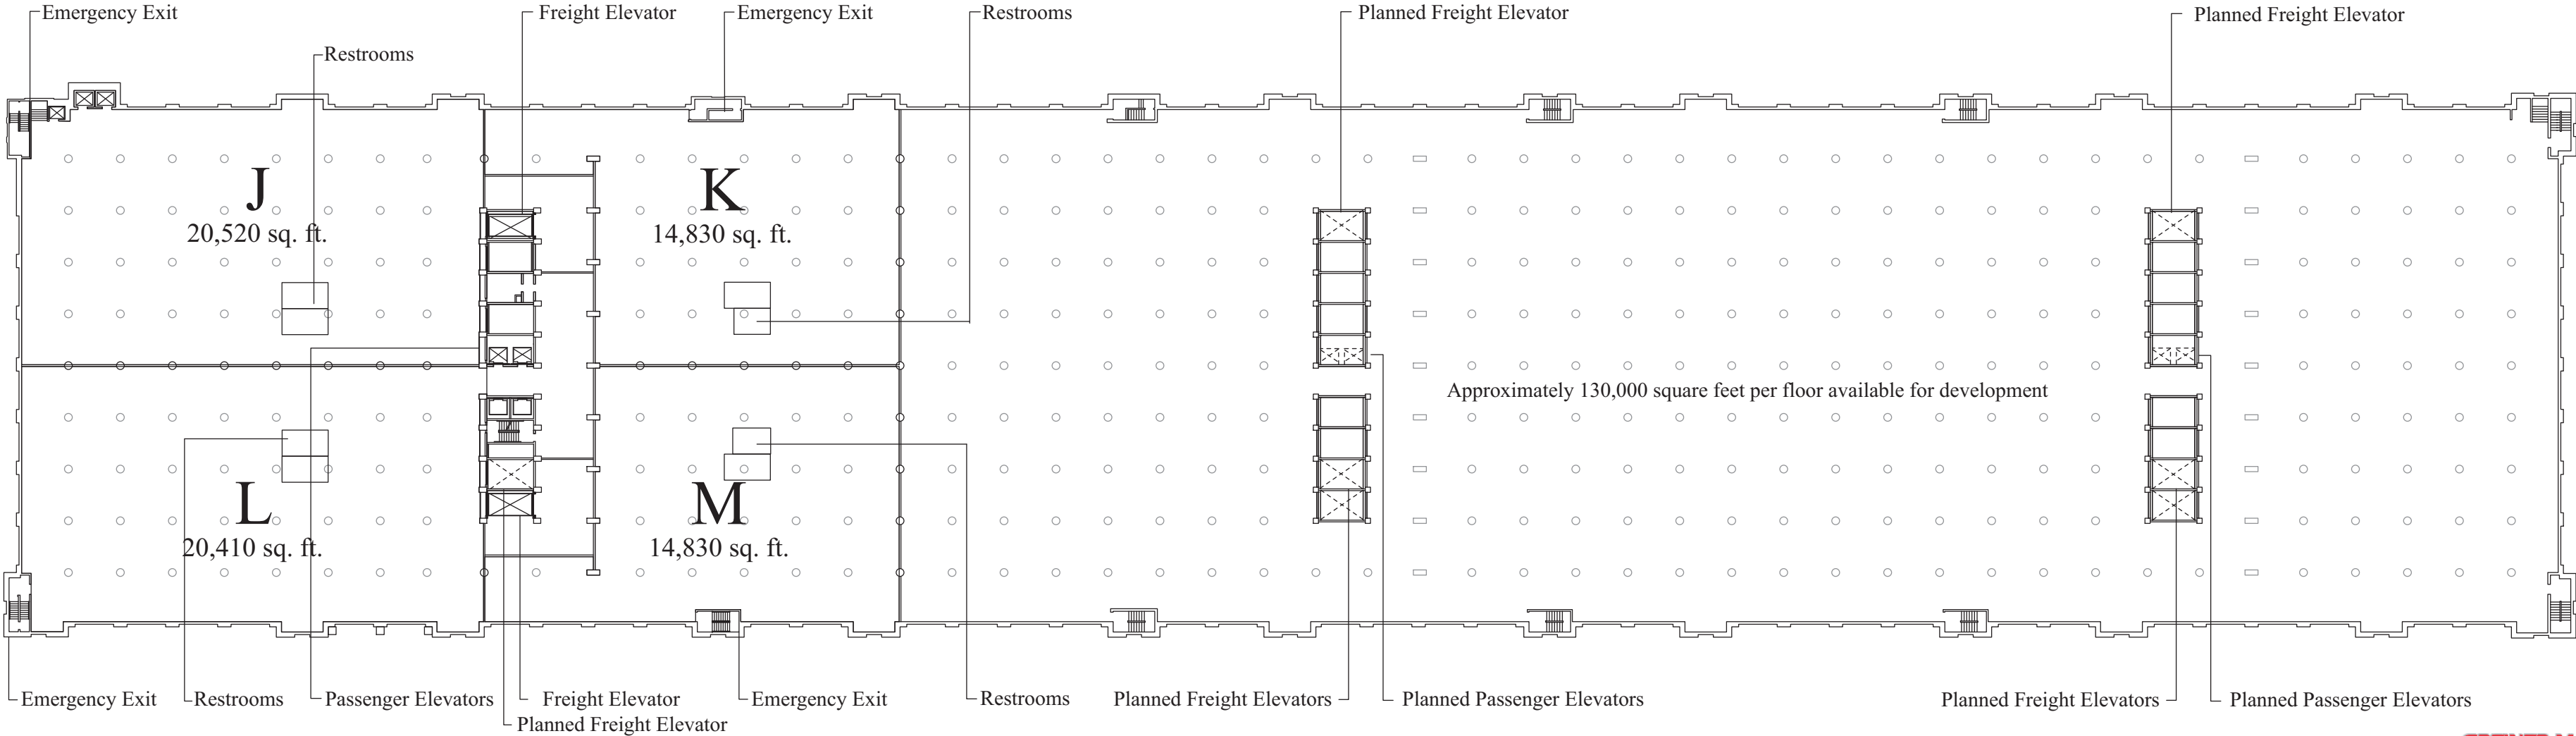 Emergency Exit
Freight Elevator
Emergency Exit
Restrooms
Planned Freight Elevator
Planned Freight Elevator
Restrooms
J
20,520 sq. ft.
K
14,830 sq. ft.
Approximately 130,000 square feet per floor available for development
L
20,410 sq. ft.
M
14,830 sq. ft.
Emergency Exit
Restrooms
Passenger Elevators
Freight Elevator
Emergency Exit
Restrooms
Planned Freight Elevators
Planned Passenger Elevators
Planned Freight Elevators
Planned Passenger Elevators
Planned Freight Elevator